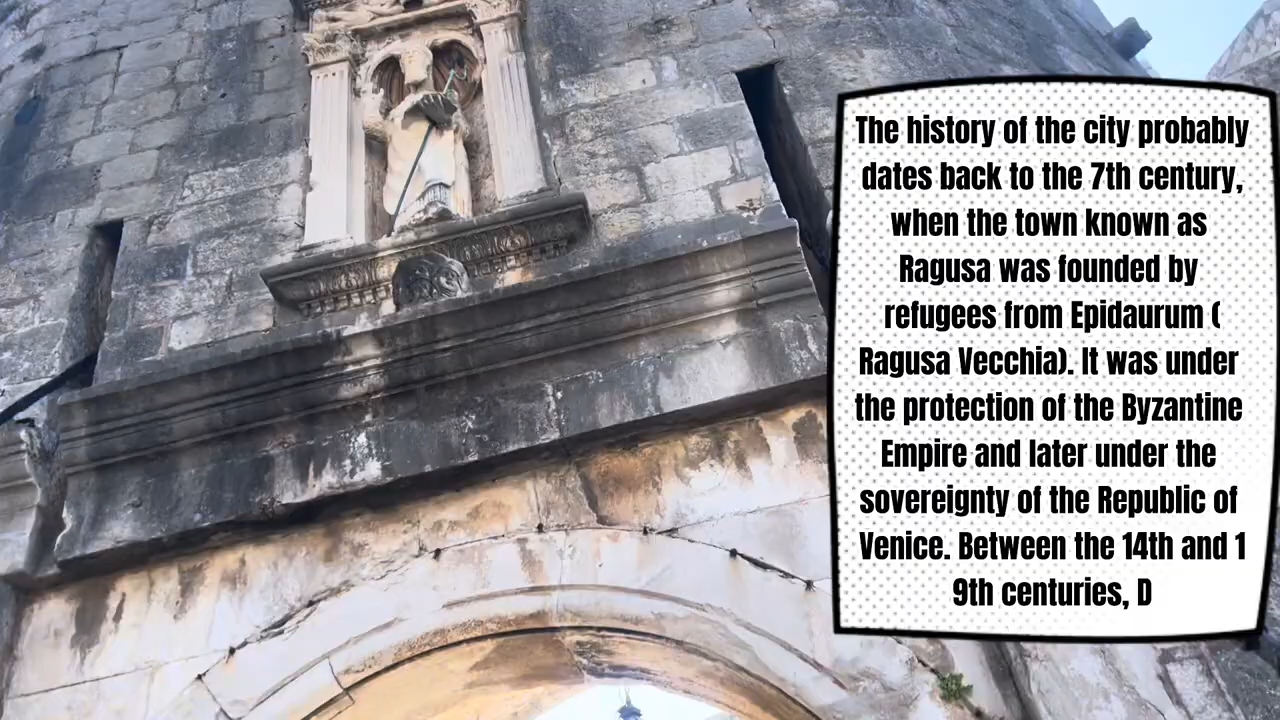 The history of the city probably
dates back to the 7th century,
when the town known as
Ragusa was founded by
refugees from Epidaurum (
Ragusa Vecchia). It was under
the protection of the Byzantine
Empire and later under the
sovereignty of the Republic of
Venice. Between the 14th and 1
9th centuries, D